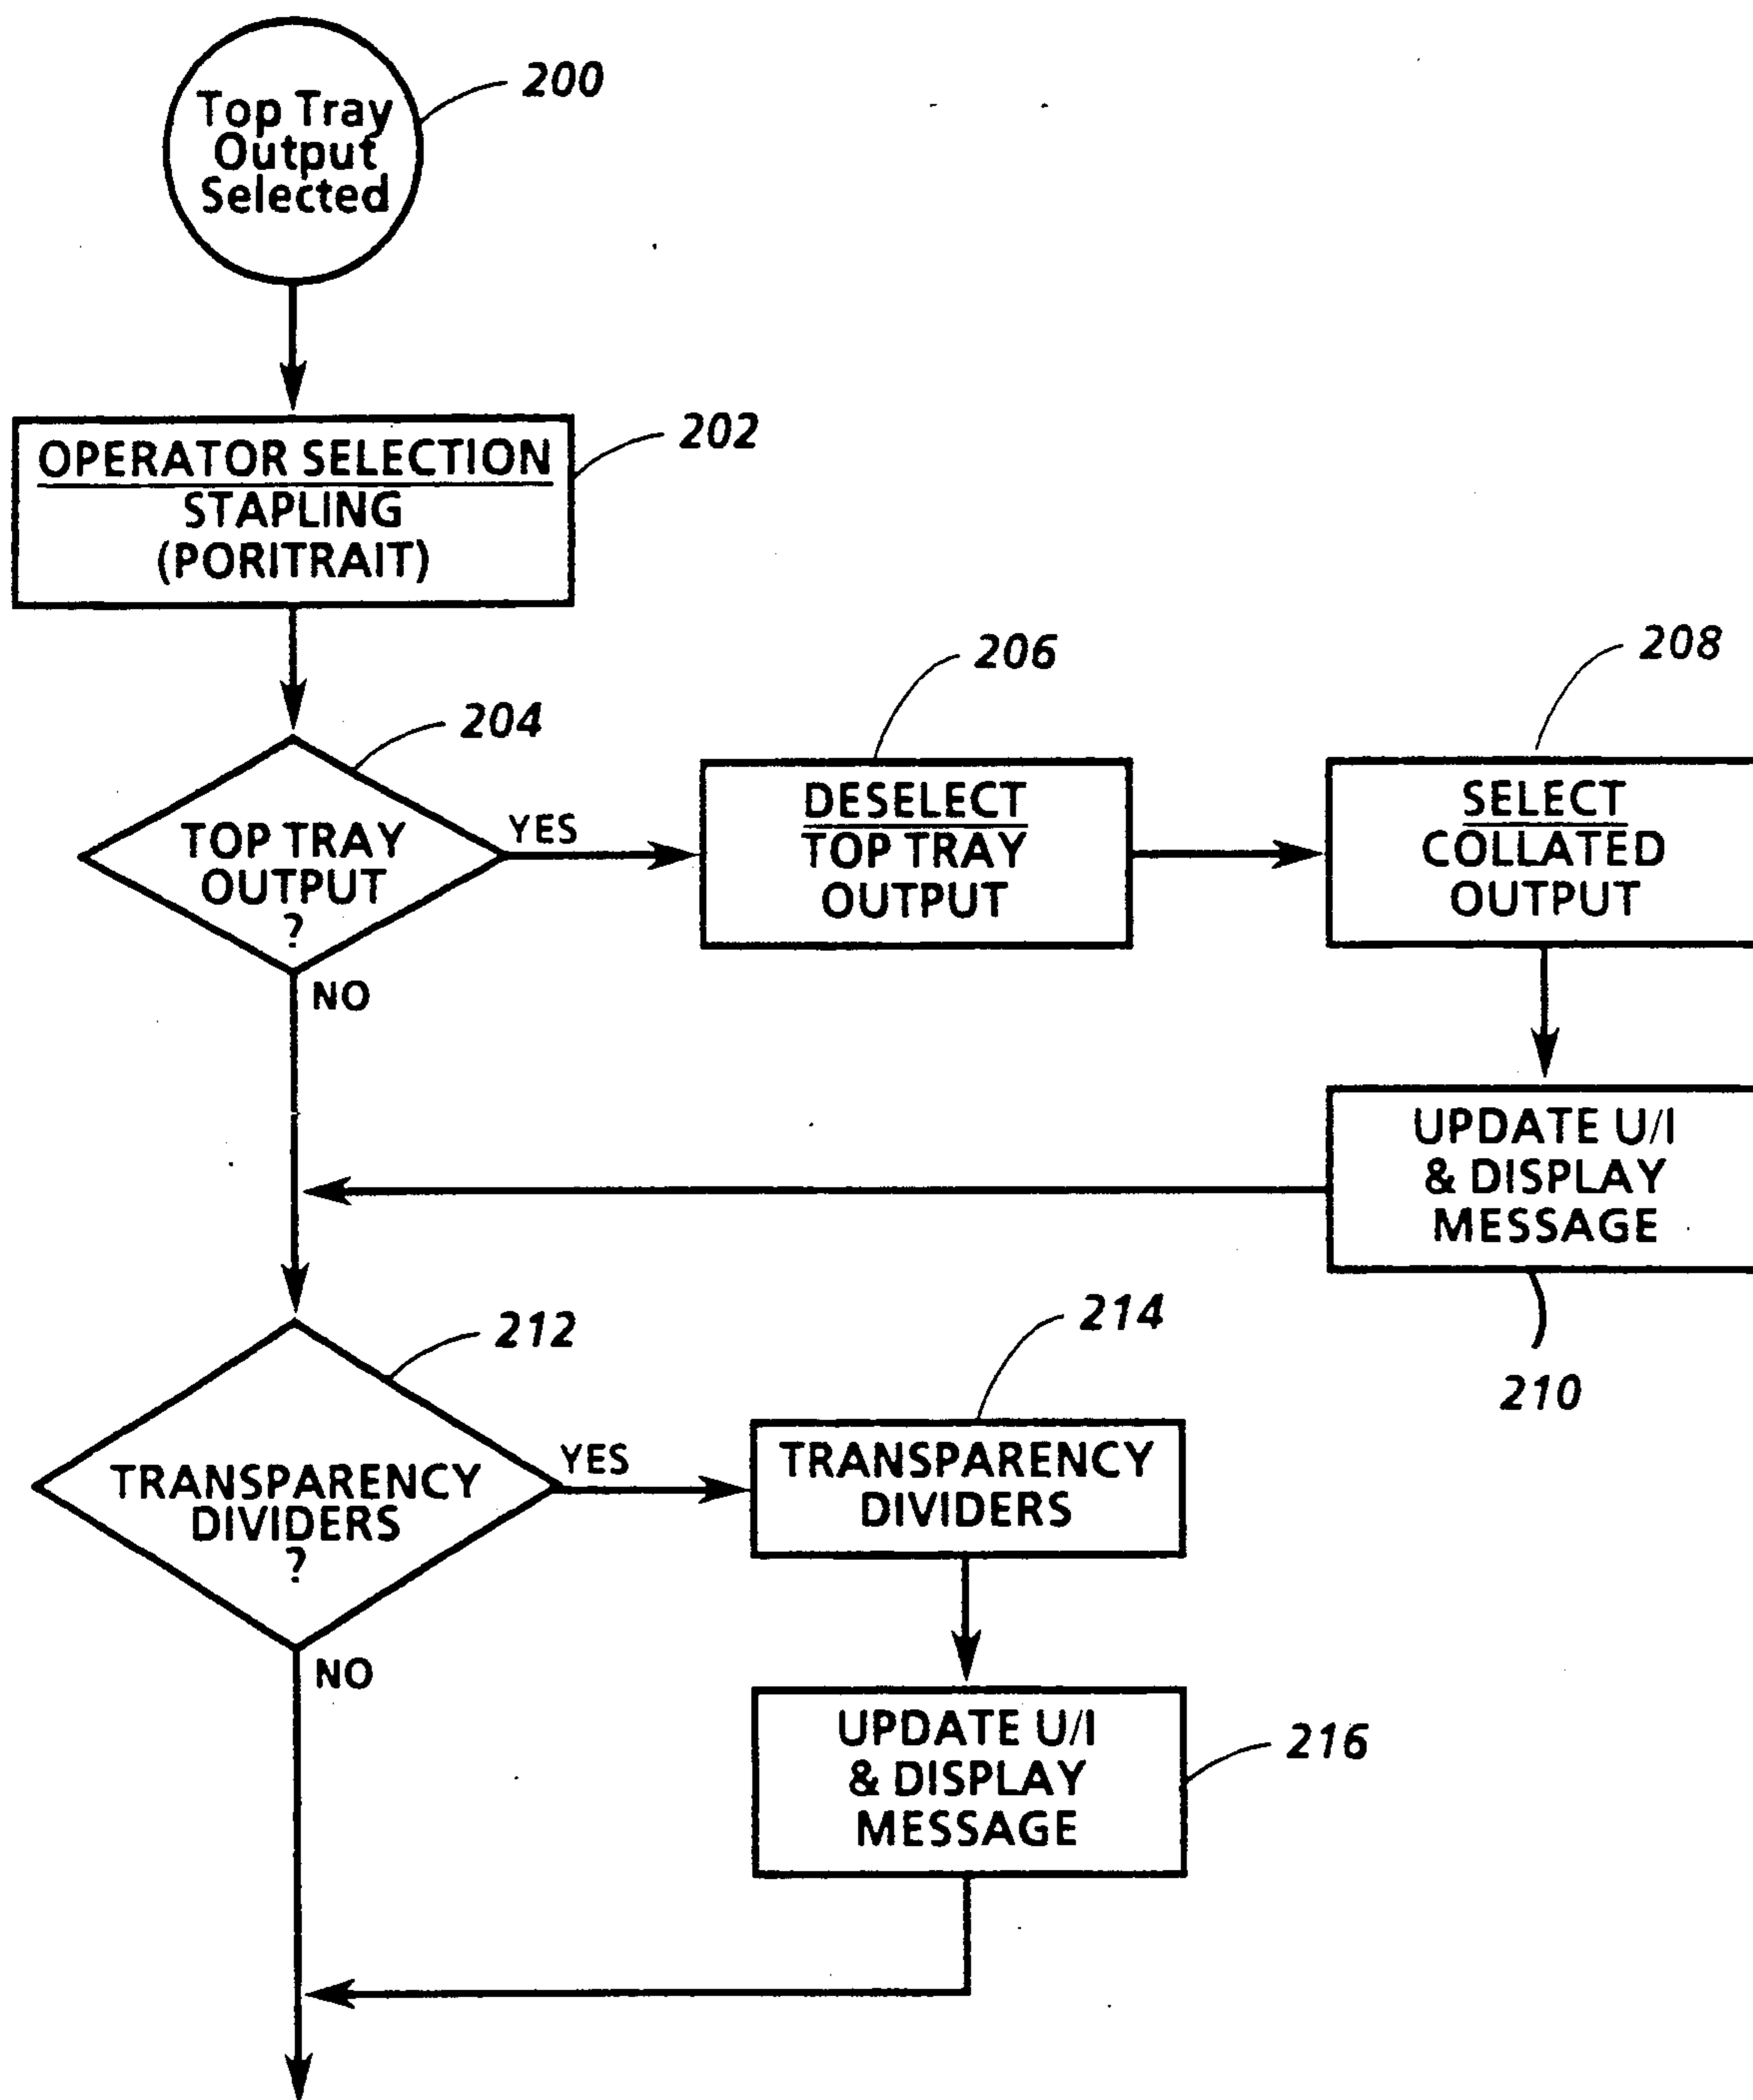 Top Tray
Output
Selected
200
OPERATOR SELECTION
STAPLING
(PORITRAIT)
202
TOP TRAY
OUTPUT
?
204
YES
NO
DESELECT
TOP TRAY
OUTPUT
206
SELECT
COLLATED
OUTPUT
208
UPDATE U/I
& DISPLAY
MESSAGE
210
TRANSPARENCY
DIVIDERS
?
212
YES
NO
TRANSPARENCY
DIVIDERS
214
UPDATE U/I
& DISPLAY
MESSAGE
216